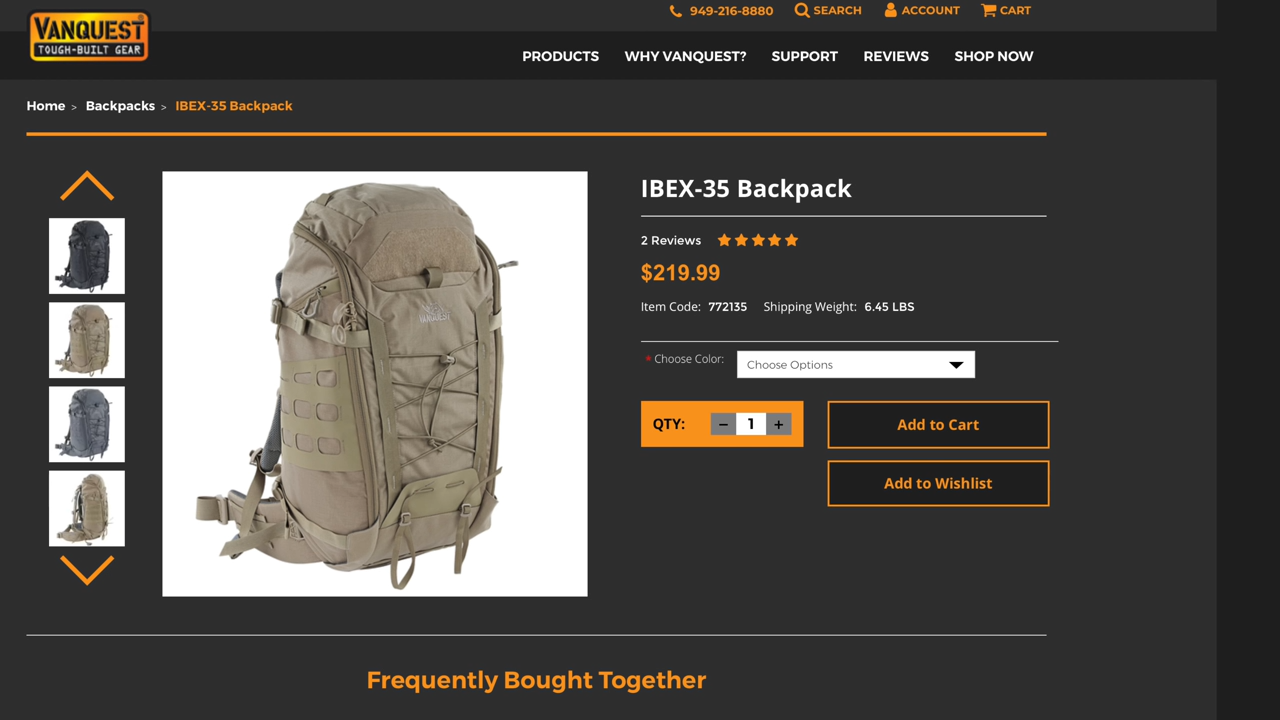 949-216-8880 SEARCH ACCOUNT CART
VANQUEST®
TOUGH-BUILT GEAR
PRODUCTS WHY VANQUEST? SUPPORT REVIEWS SHOP NOW
Home > Backpacks > IBEX-35 Backpack
IBEX-35 Backpack
2 Reviews
$219.99
Item Code: 772135 Shipping Weight: 6.45 LBS
* Choose Color: Choose Options
QTY: − 1 + Add to Cart
Add to Wishlist
VANQUEST
Frequently Bought Together